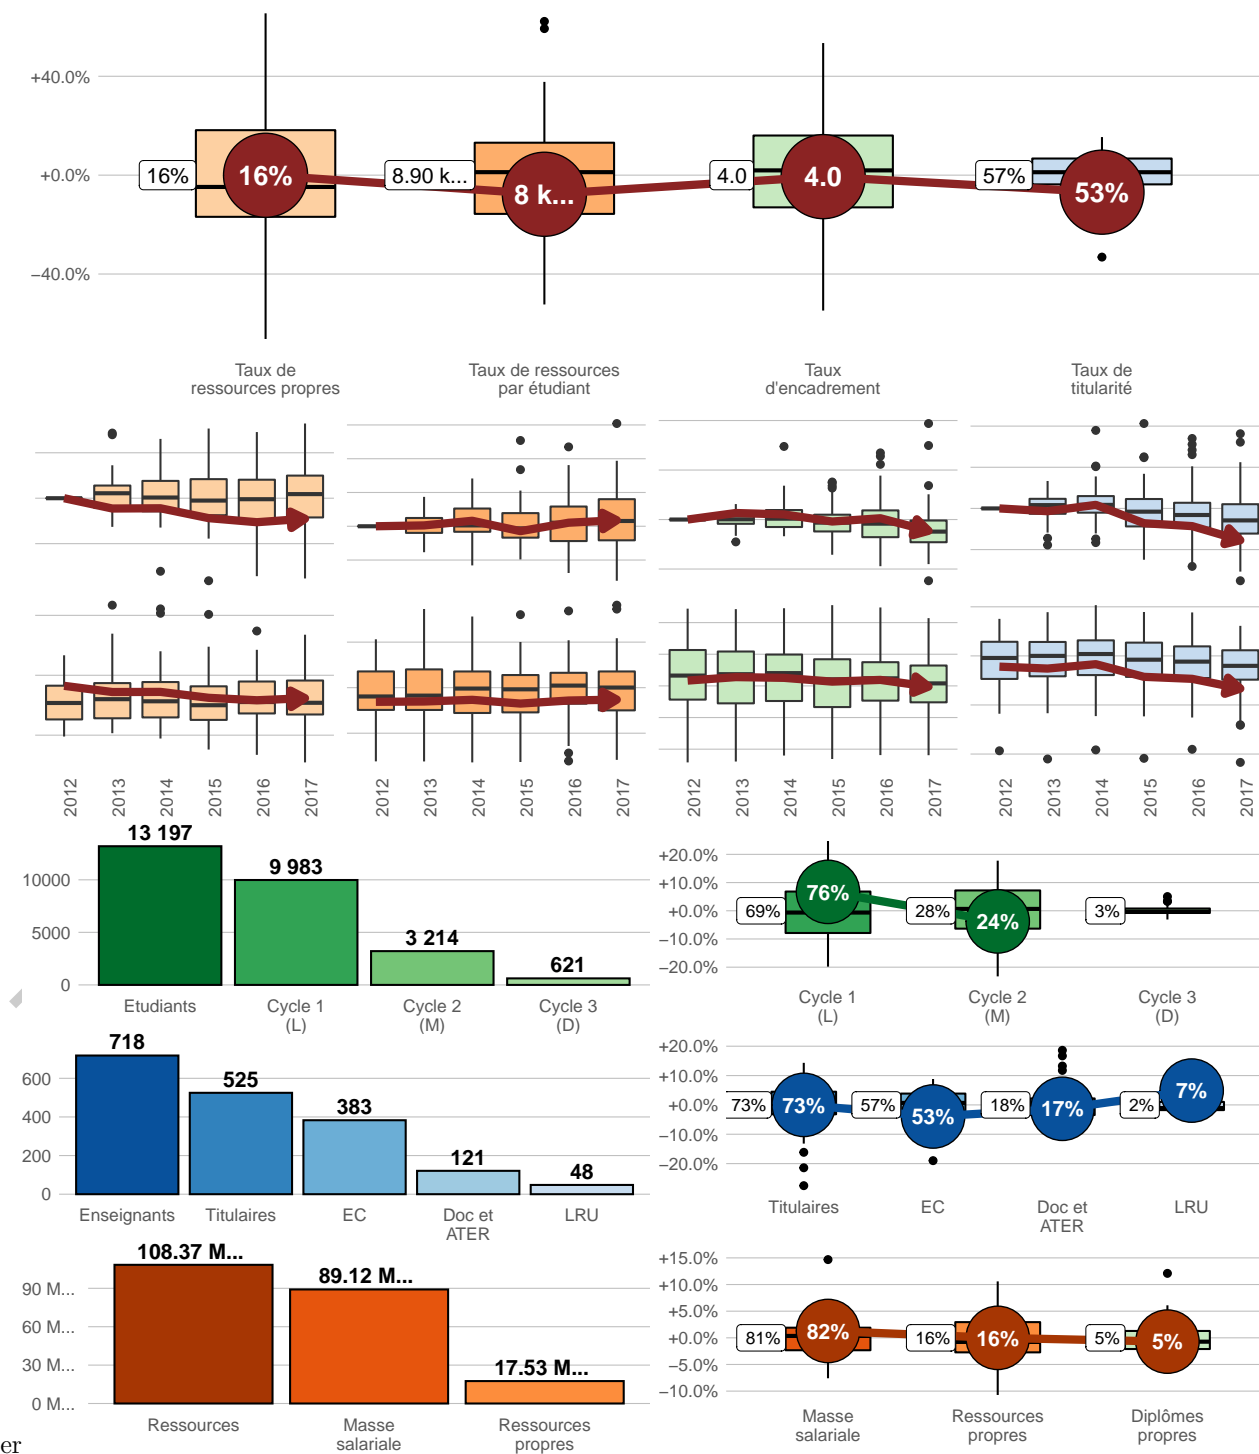 +40.0%
+0.0%
−40.0%
16%
16%
8.90 k...
8 k...
4.0
4.0
57%
53%
Taux de
ressources propres
Taux de ressources
par étudiant
Taux
d'encadrement
Taux de
titularité
2012
2013
2014
2015
2016
2017
2012
2013
2014
2015
2016
2017
2012
2013
2014
2015
2016
2017
2012
2013
2014
2015
2016
2017
10000
5000
0
13 197
9 983
3 214
621
Etudiants
Cycle 1
(L)
Cycle 2
(M)
Cycle 3
(D)
+20.0%
+10.0%
+0.0%
−10.0%
−20.0%
69%
76%
28%
24%
3%
Cycle 1
(L)
Cycle 2
(M)
Cycle 3
(D)
600
400
200
0
718
525
383
121
48
Enseignants
Titulaires
EC
Doc et
ATER
LRU
+20.0%
+10.0%
+0.0%
−10.0%
−20.0%
73%
73%
57%
53%
18%
17%
2%
7%
Titulaires
EC
Doc et
ATER
LRU
90 M...
60 M...
30 M...
0 M...
108.37 M...
89.12 M...
17.53 M...
Ressources
Masse
salariale
Ressources
propres
+15.0%
+10.0%
+5.0%
+0.0%
−5.0%
−10.0%
81%
82%
16%
16%
5%
5%
Masse
salariale
Ressources
propres
Diplômes
propres
er